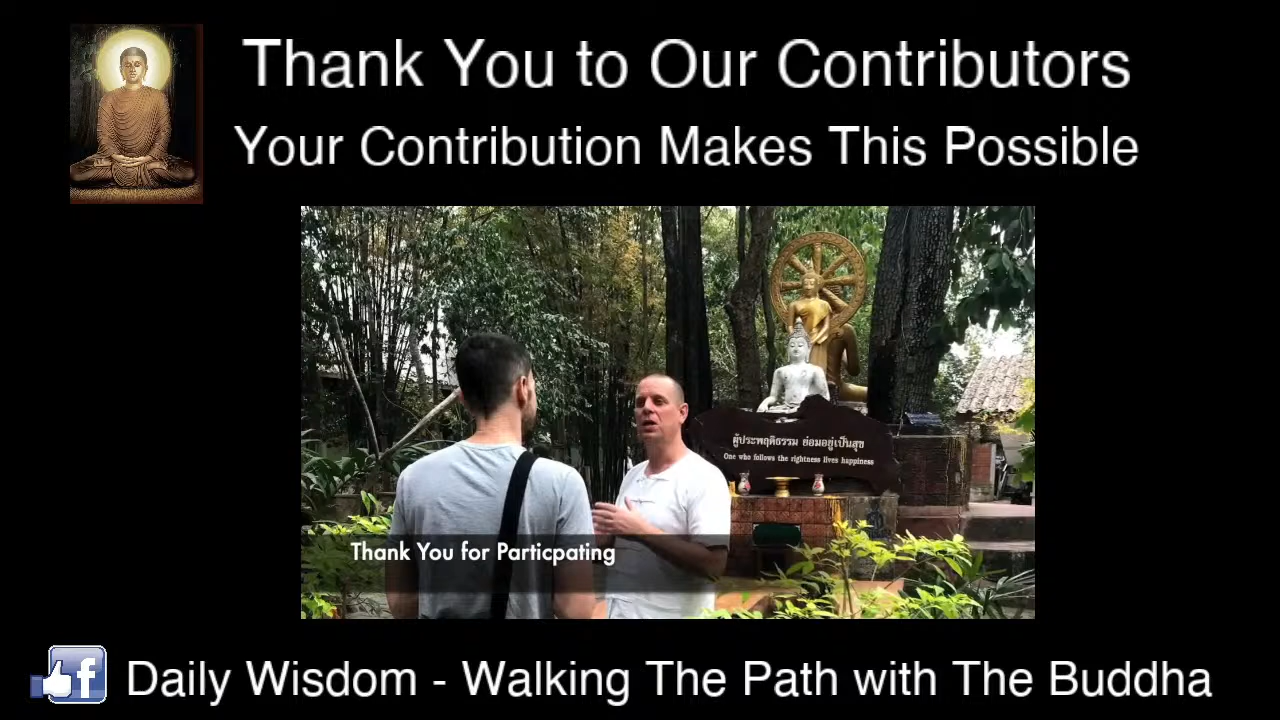 Thank You to Our Contributors
Your Contribution Makes This Possible
ผู้ประพฤติธรรม ย่อมอยู่เป็นสุข
One who follows the rightness lives happiness
Thank You for Particpating
f Daily Wisdom - Walking The Path with The Buddha